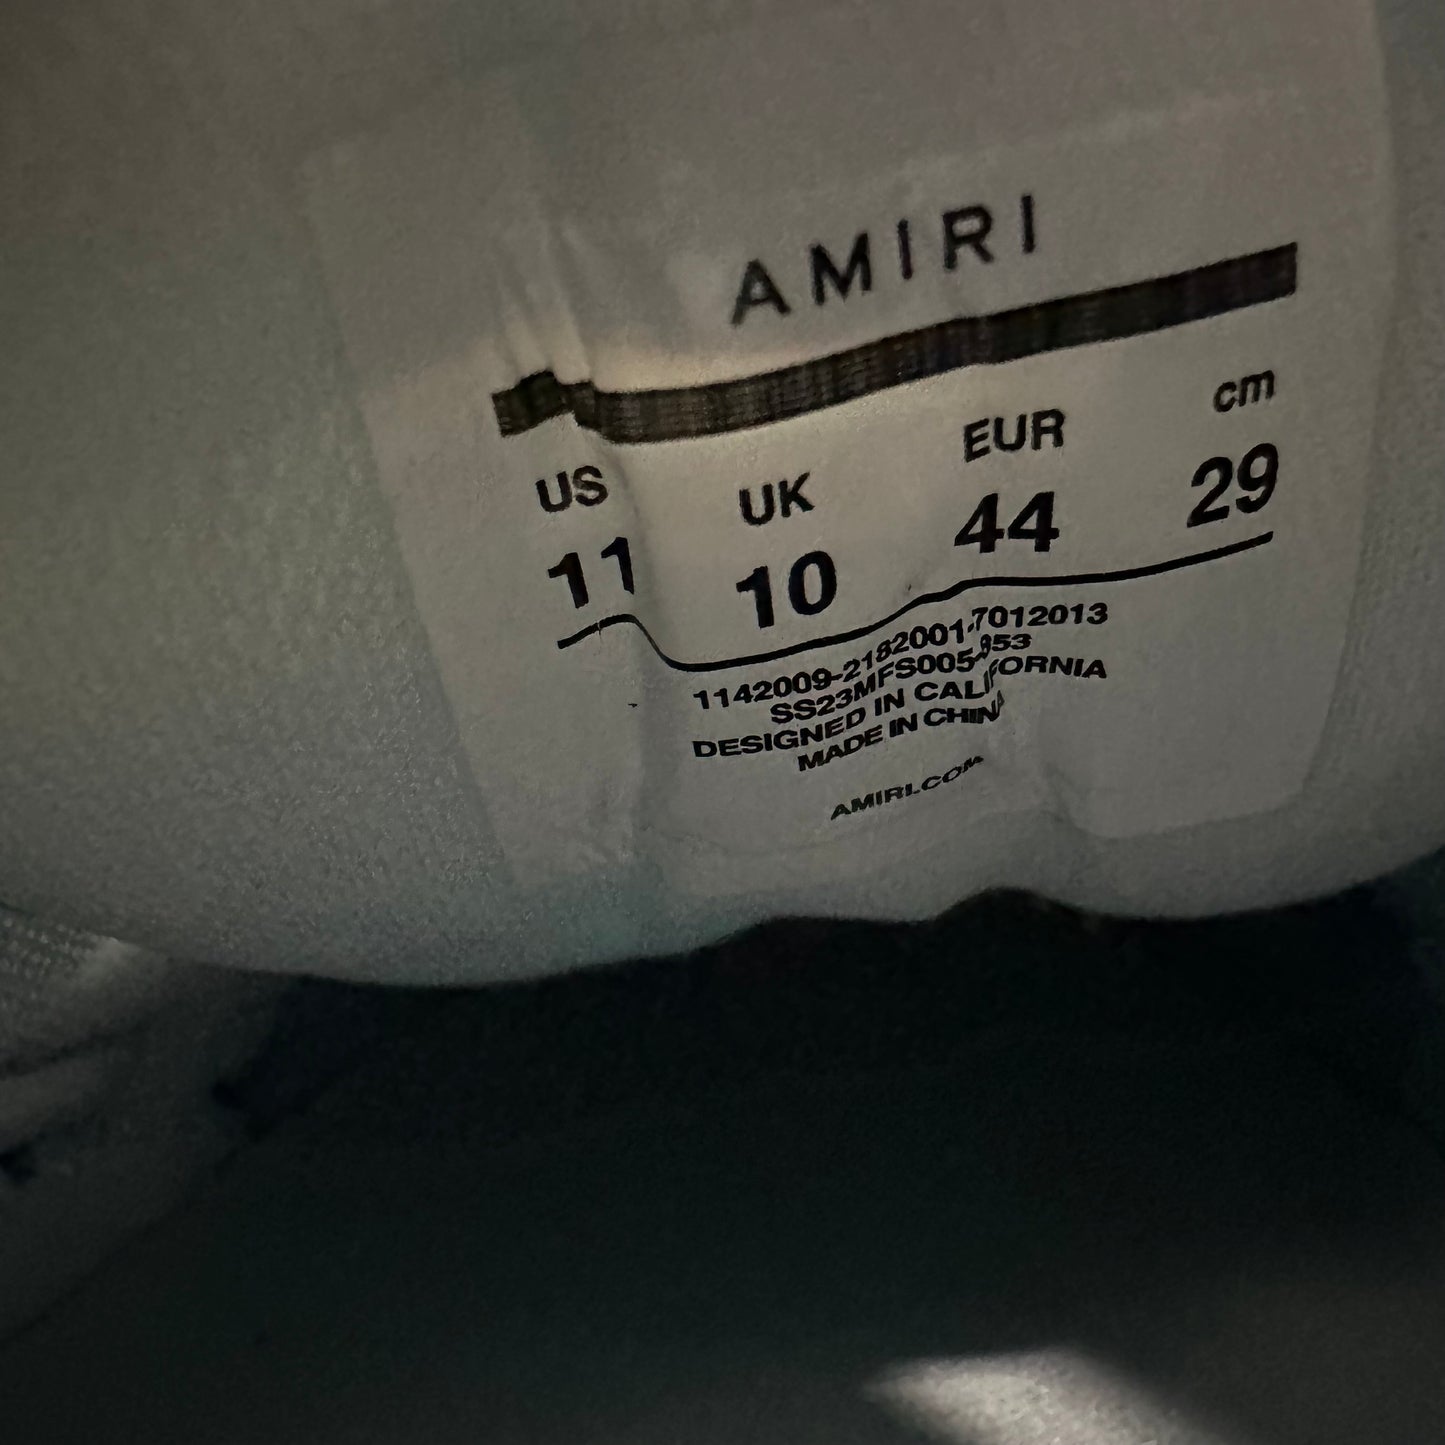 AMIRI
US UK EUR cm
11 10 44 29
1142009-2182001-7012013
SS23MFS005-353
DESIGNED IN CALIFORNIA
MADE IN CHINA
AMIRI.COM